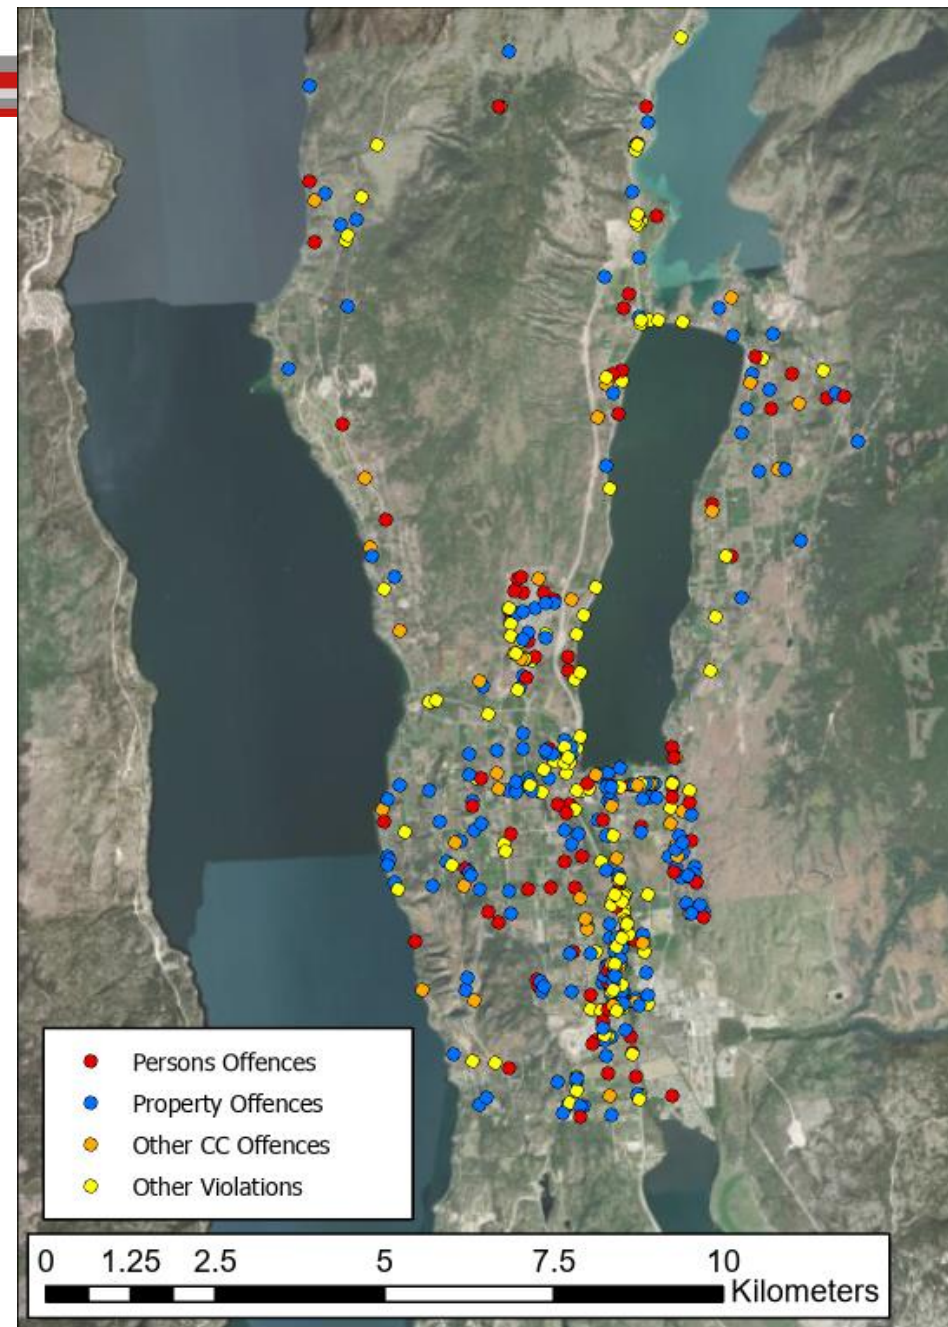 Persons Offences
Property Offences
Other CC Offences
Other Violations
0 1.25 2.5 5 7.5 10
Kilometers